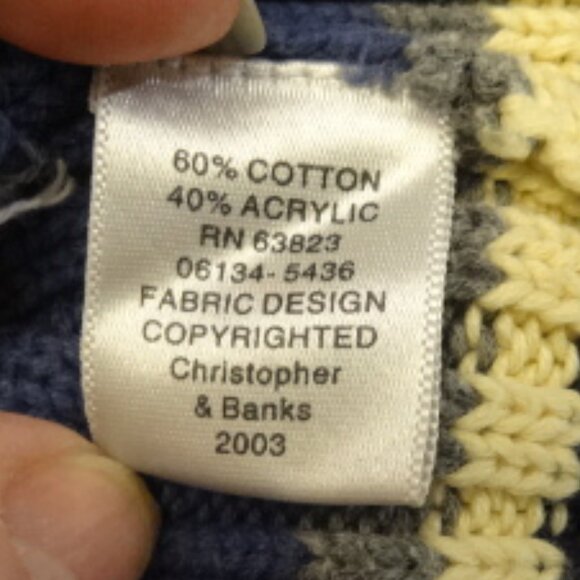 60% COTTON
40% ACRYLIC
RN 63823
06134-5436
FABRIC DESIGN
COPYRIGHTED
Christopher
& Banks
2003